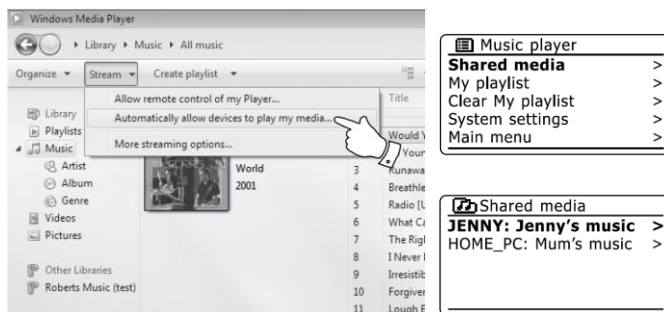 Windows Media Player
Library ▸ Music ▸ All music
Organize Stream Create playlist
Allow remote control of my Player...
Automatically allow devices to play my media...
More streaming options...
Library
Playlists
Music
Artist
Album
Genre
Videos
Pictures
Other Libraries
Roberts Music (test)
World
2001
Title
Would
Your
3
4 Breathle
5 Radio [
6 What
7 The
8 I Never
9 Irresistib
10 Forgive
11 Lough
Music player
Shared media >
My playlist >
Clear My playlist >
System settings >
Main menu >
Shared media
JENNY: Jenny's music >
HOME_PC: Mum's music >